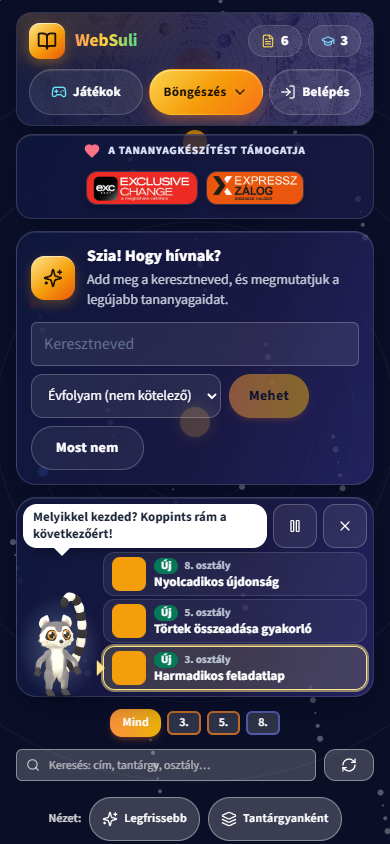 WebSuli
6
3
Játékok
Böngészés
Belépés
A TANANYAGKÉSZÍTÉST TÁMOGATJA
exc
EXCLUSIVE
CHANGE
EXPRESSZ
ZÁLOG
Szia! Hogy hívnak?
Add meg a keresztneved, és megmutatjuk a
legújabb tananyagaidat.
Keresztneved
Évfolyam (nem kötelező)
Mehet
Most nem
Melyikkel kezded? Koppints rám a
következőért!
Új 8. osztály
Nyolcadikos újdonság
Új 5. osztály
Törtek összeadása gyakorló
Új 3. osztály
Harmadikos feladatlap
Mind 3. 5. 8.
Keresés: cím, tantárgy, osztály...
Nézet: Legfrissebb Tantárgyanként